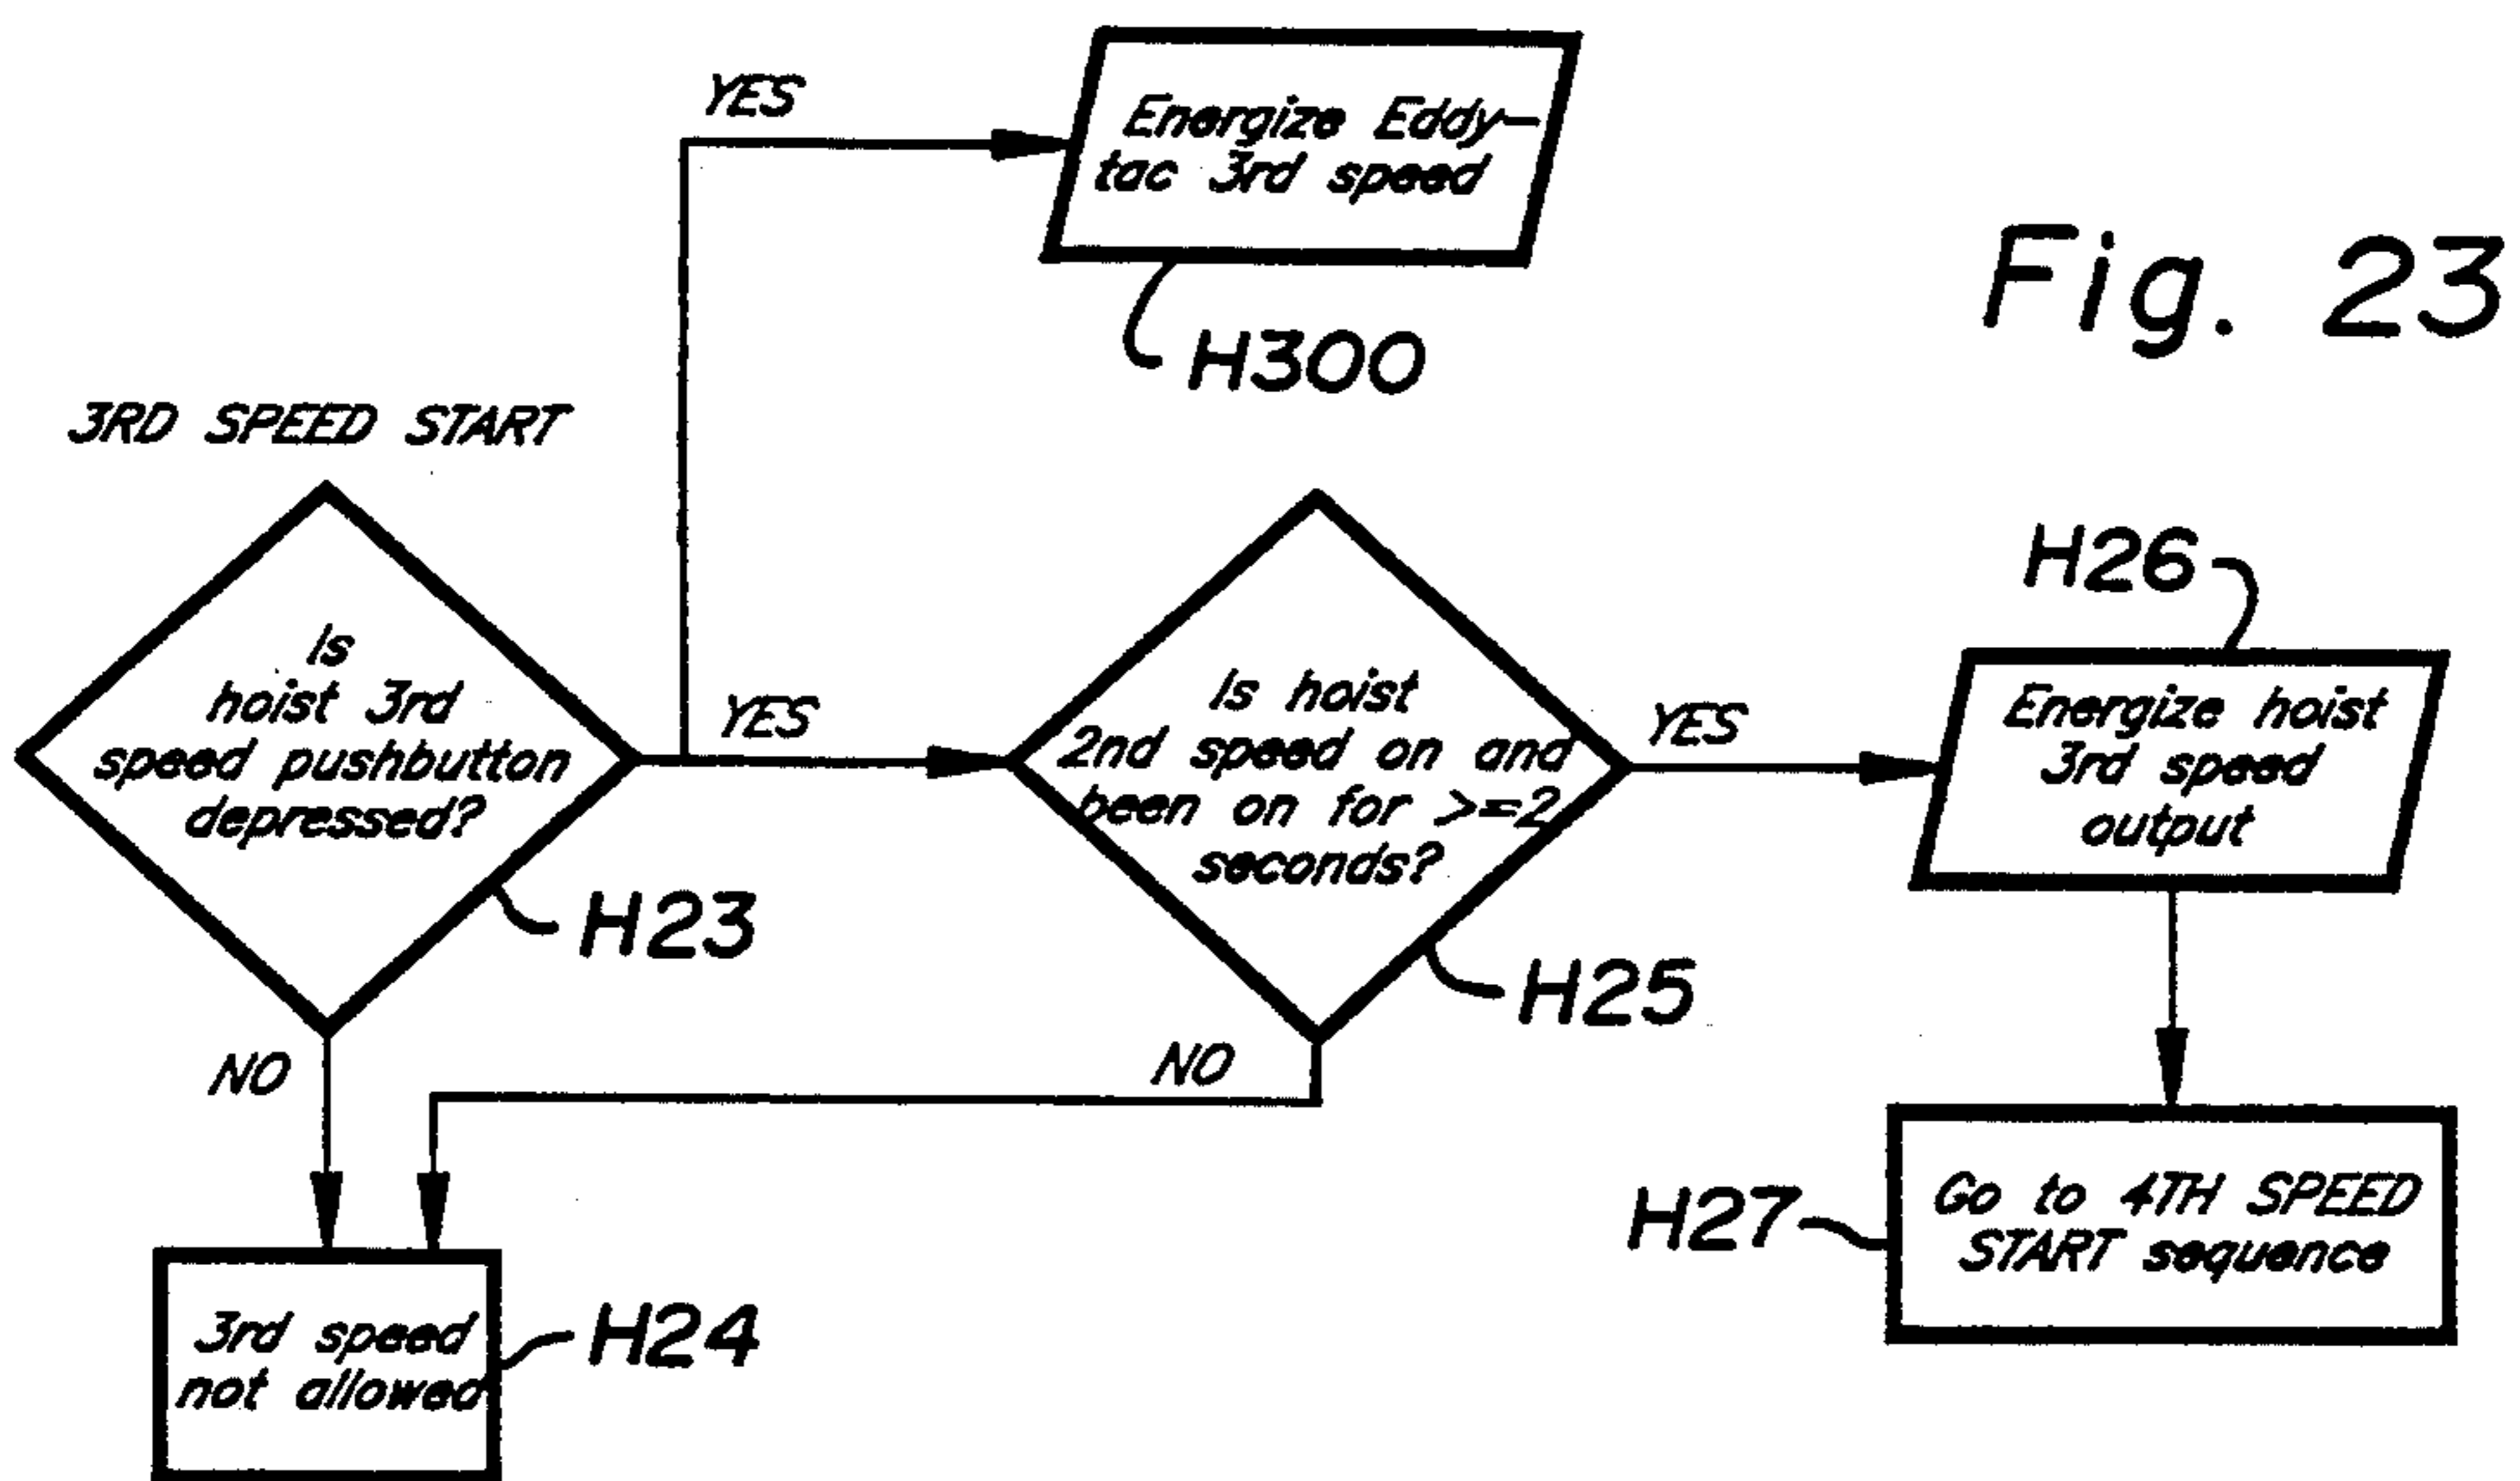 YES
Energize Eddy-
tac 3rd speed
H300
Fig. 23
3RD SPEED START
Is
hoist 3rd
speed pushbutton
depressed?
H23
YES
Is hoist
2nd speed on and
been on for >=2
seconds?
H25
YES
H26
Energize hoist
3rd speed
output
NO
NO
3rd speed
not allowed
H24
H27
Go to 4TH SPEED
START sequence